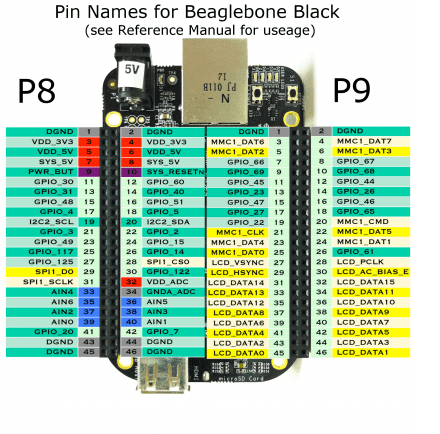 Pin Names for Beaglebone Black
(see Reference Manual for useage)
5V
P8
P9
DGND 1 2 DGND DGND 1 2 DGND
VDD_3V3 3 4 VDD_3V3 MMC1_DAT6 3 4 MMC1_DAT7
VDD_5V 5 6 VDD_5V MMC1_DAT2 5 6 MMC1_DAT3
SYS_5V 7 8 SYS_5V GPIO_66 7 8 GPIO_67
PWR_BUT 9 10 SYS_RESETN GPIO_69 9 10 GPIO_68
GPIO_30 11 12 GPIO_60 GPIO_45 11 12 GPIO_44
GPIO_31 13 14 GPIO_40 GPIO_23 13 14 GPIO_26
GPIO_48 15 16 GPIO_51 GPIO_47 15 16 GPIO_46
GPIO_4 17 18 GPIO_5 GPIO_27 17 18 GPIO_65
I2C2_SCL 19 20 I2C2_SDA GPIO_22 19 20 MMC1_CMD
GPIO_3 21 22 GPIO_2 MMC1_CLK 21 22 MMC1_DAT5
GPIO_49 23 24 GPIO_15 MMC1_DAT4 23 24 MMC1_DAT1
GPIO_117 25 26 GPIO_14 MMC1_DAT0 25 26 GPIO_61
GPIO_125 27 28 SPI1_CSO LCD_VSYNC 27 28 LCD_PCLK
SPI1_D0 29 30 GPIO_122 LCD_HSYNC 29 30 LCD_AC_BIAS_E
SPI1_SCLK 31 32 VDD_ADC LCD_DATA14 31 32 LCD_DATA15
AIN4 33 34 GNDA_ADC LCD_DATA13 33 34 LCD_DATA11
AIN6 35 36 AIN5 LCD_DATA12 35 36 LCD_DATA10
AIN2 37 38 AIN3 LCD_DATA8 37 38 LCD_DATA9
AIN0 39 40 AIN1 LCD_DATA6 39 40 LCD_DATA7
GPIO_20 41 42 GPIO_7 LCD_DATA4 41 42 LCD_DATA5
DGND 43 44 DGND LCD_DATA2 43 44 LCD_DATA3
DGND 45 46 DGND LCD_DATA0 45 46 LCD_DATA1
HDMI
microSD Card